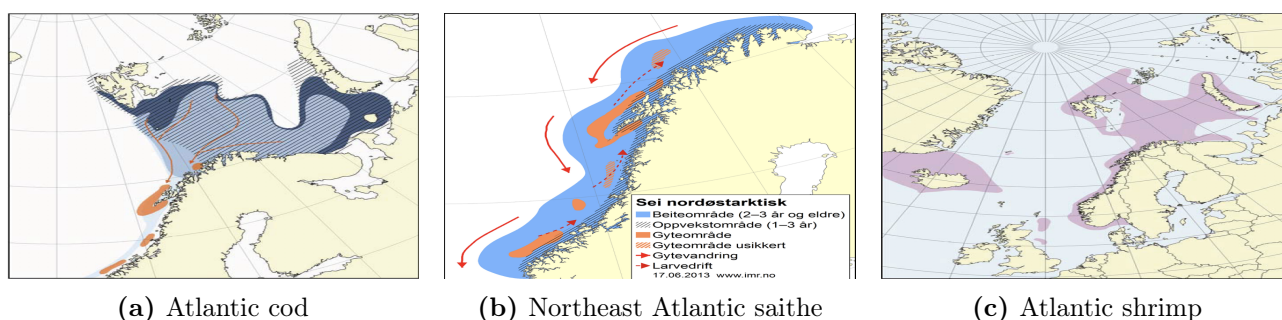 Sei nordøstarktisk
Beiteområde (2–3 år og eldre)
Oppvekstområde (1–3 år)
Gyteområde
Gyteområde usikkert
Gytevandring
Larvedrift
17.06.2013 www.imr.no
(a) Atlantic cod
(b) Northeast Atlantic saithe
(c) Atlantic shrimp